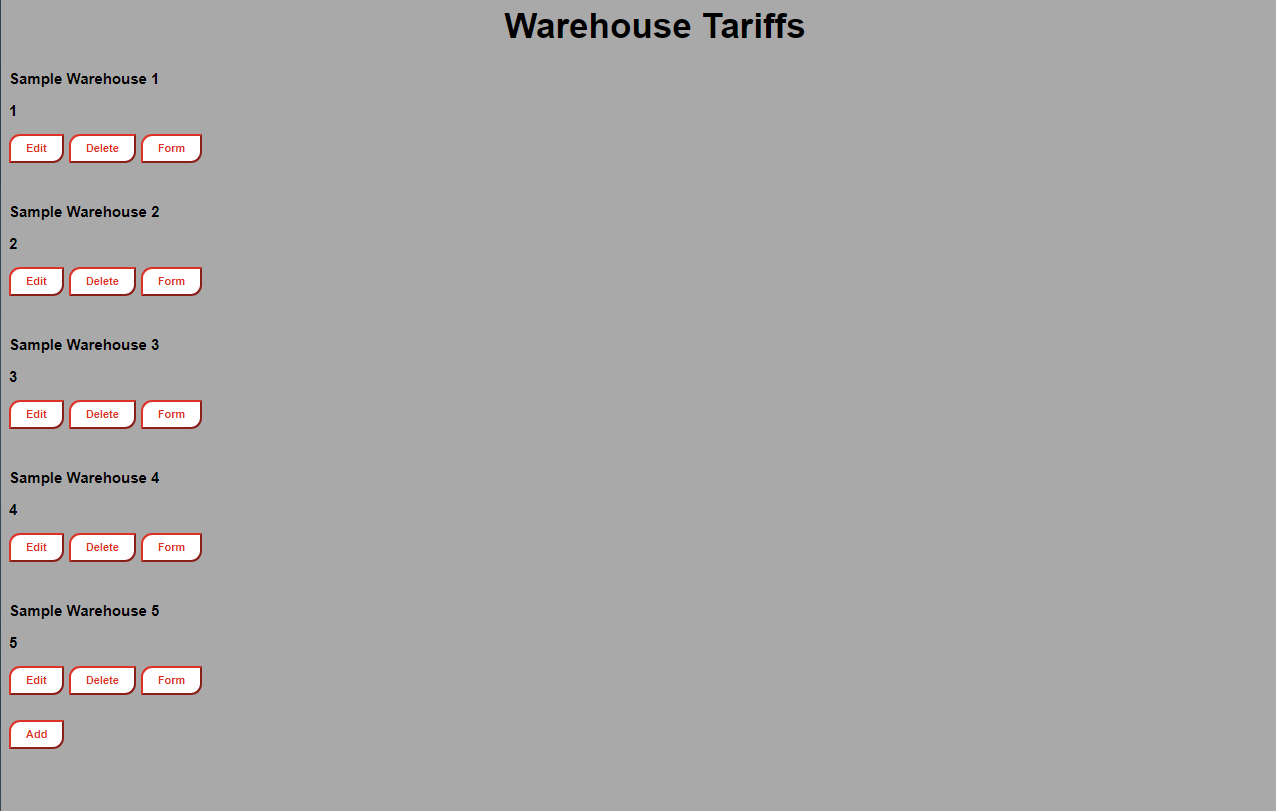 Warehouse Tariffs
Sample Warehouse 1
1
Edit Delete Form
Sample Warehouse 2
2
Edit Delete Form
Sample Warehouse 3
3
Edit Delete Form
Sample Warehouse 4
4
Edit Delete Form
Sample Warehouse 5
5
Edit Delete Form
Add